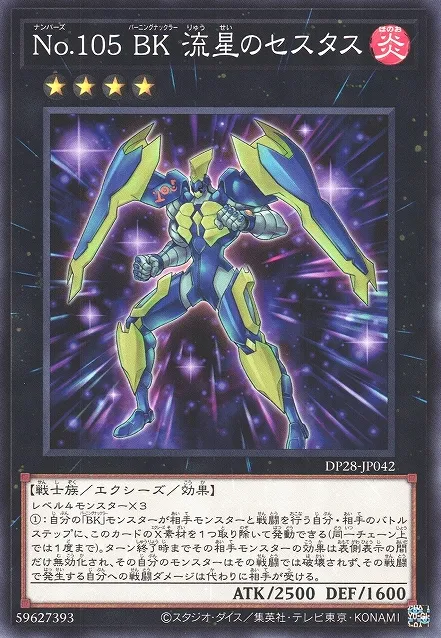 No.105 BK 流星のセスタス 炎
ナンバーズ バーニングナックラー りゅう せい ほのお
105
DP28-JP042
【戦士族/エクシーズ/効果】
レベル4モンスター×3
①:自分の「BK」モンスターが相手モンスターと戦闘を行う自分・相手のバトル
ステップに、このカードのX素材を1つ取り除いて発動できる(同一チェーン上
では1度まで)。ターン終了時までその相手モンスターの効果は表側表示の間
だけ無効化され、その自分のモンスターはその戦闘では破壊されず、その戦闘
で発生する自分への戦闘ダメージは代わりに相手が受ける。
ATK/2500 DEF/1600
59627393
©スタジオ・ダイス/集英社・テレビ東京・KONAMI